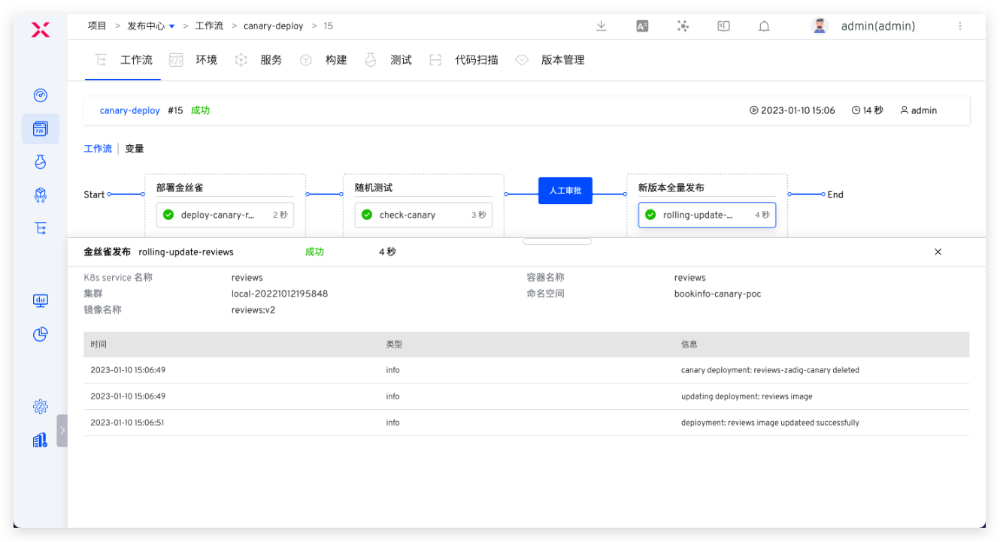 项目 > 发布中心 > 工作流 > canary-deploy > 15
admin(admin)
工作流 环境 服务 构建 测试 代码扫描 版本管理
canary-deploy #15 成功 2023-01-10 15:06 14 秒 admin
工作流 | 变量
Start 部署金丝雀 随机测试 人工审批 新版本全量发布 End
deploy-canary-r... 2 秒 check-canary 3 秒 rolling-update-... 4 秒
金丝雀发布 rolling-update-reviews 成功 4 秒
K8s service 名称 reviews 容器名称 reviews
集群 local-20221012195848 命名空间 bookinfo-canary-poc
镜像名称 reviews:v2
时间 类型 信息
2023-01-10 15:06:49 info canary deployment: reviews-zadig-canary deleted
2023-01-10 15:06:49 info updating deployment: reviews image
2023-01-10 15:06:51 info deployment: reviews image updateed successfully